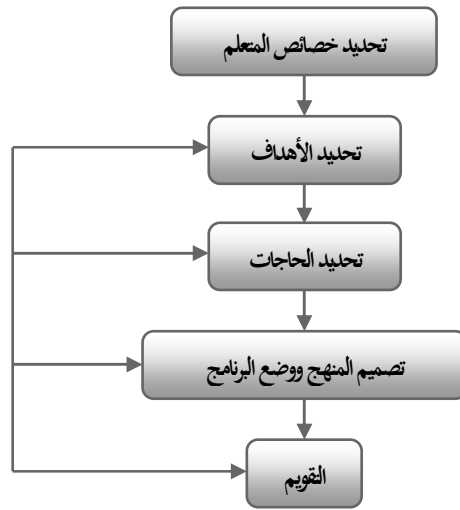 تحديد خصائص المتعلم
تحديد الأهداف
تحديد الحاجات
تصميم المنهج ووضع البرنامج
التقويم